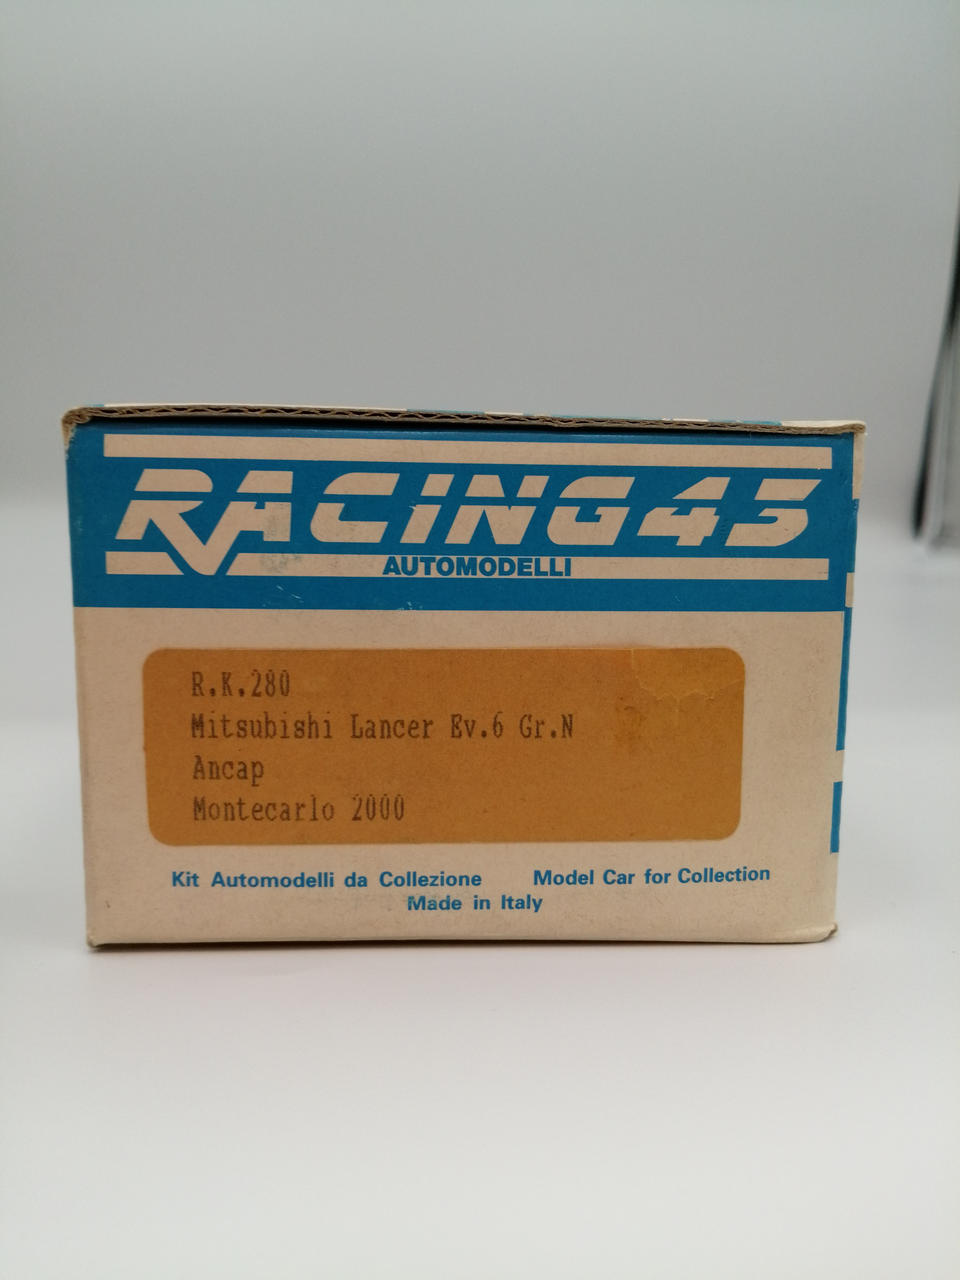 RACING43
AUTOMODELLI
R.K.280
Mitsubishi Lancer Ev.6 Gr.N
Ancap
Montecarlo 2000
Kit Automodelli da Collezione Model Car for Collection
Made in Italy